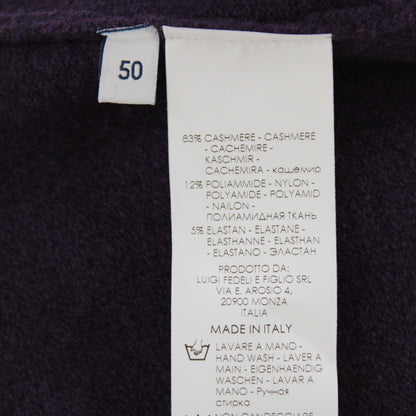 50
83% CASHMERE - CASHMERE
- CACHEMIRE -
KASCHMIR -
CACHEMIRA - кашемир
12% POLIAMMIDE - NYLON -
POLYAMIDE - POLYAMID
- NAILON -
ПОЛИАМИДНАЯ ТКАНЬ
5% ELASTAN - ELASTANE -
ELASTHANNE - ELASTHAN
- ELASTANO - ЭЛАСТАН
PRODOTTO DA:
LUIGI FEDELI E FIGLIO SRL
VIA E. AROSIO 4,
20900 MONZA
ITALIA
MADE IN ITALY
LAVARE A MANO -
HAND WASH - LAVER A
MAIN - EIGENHAENDIG
WASCHEN - LAVAR A
MANO - Ручная
стирка